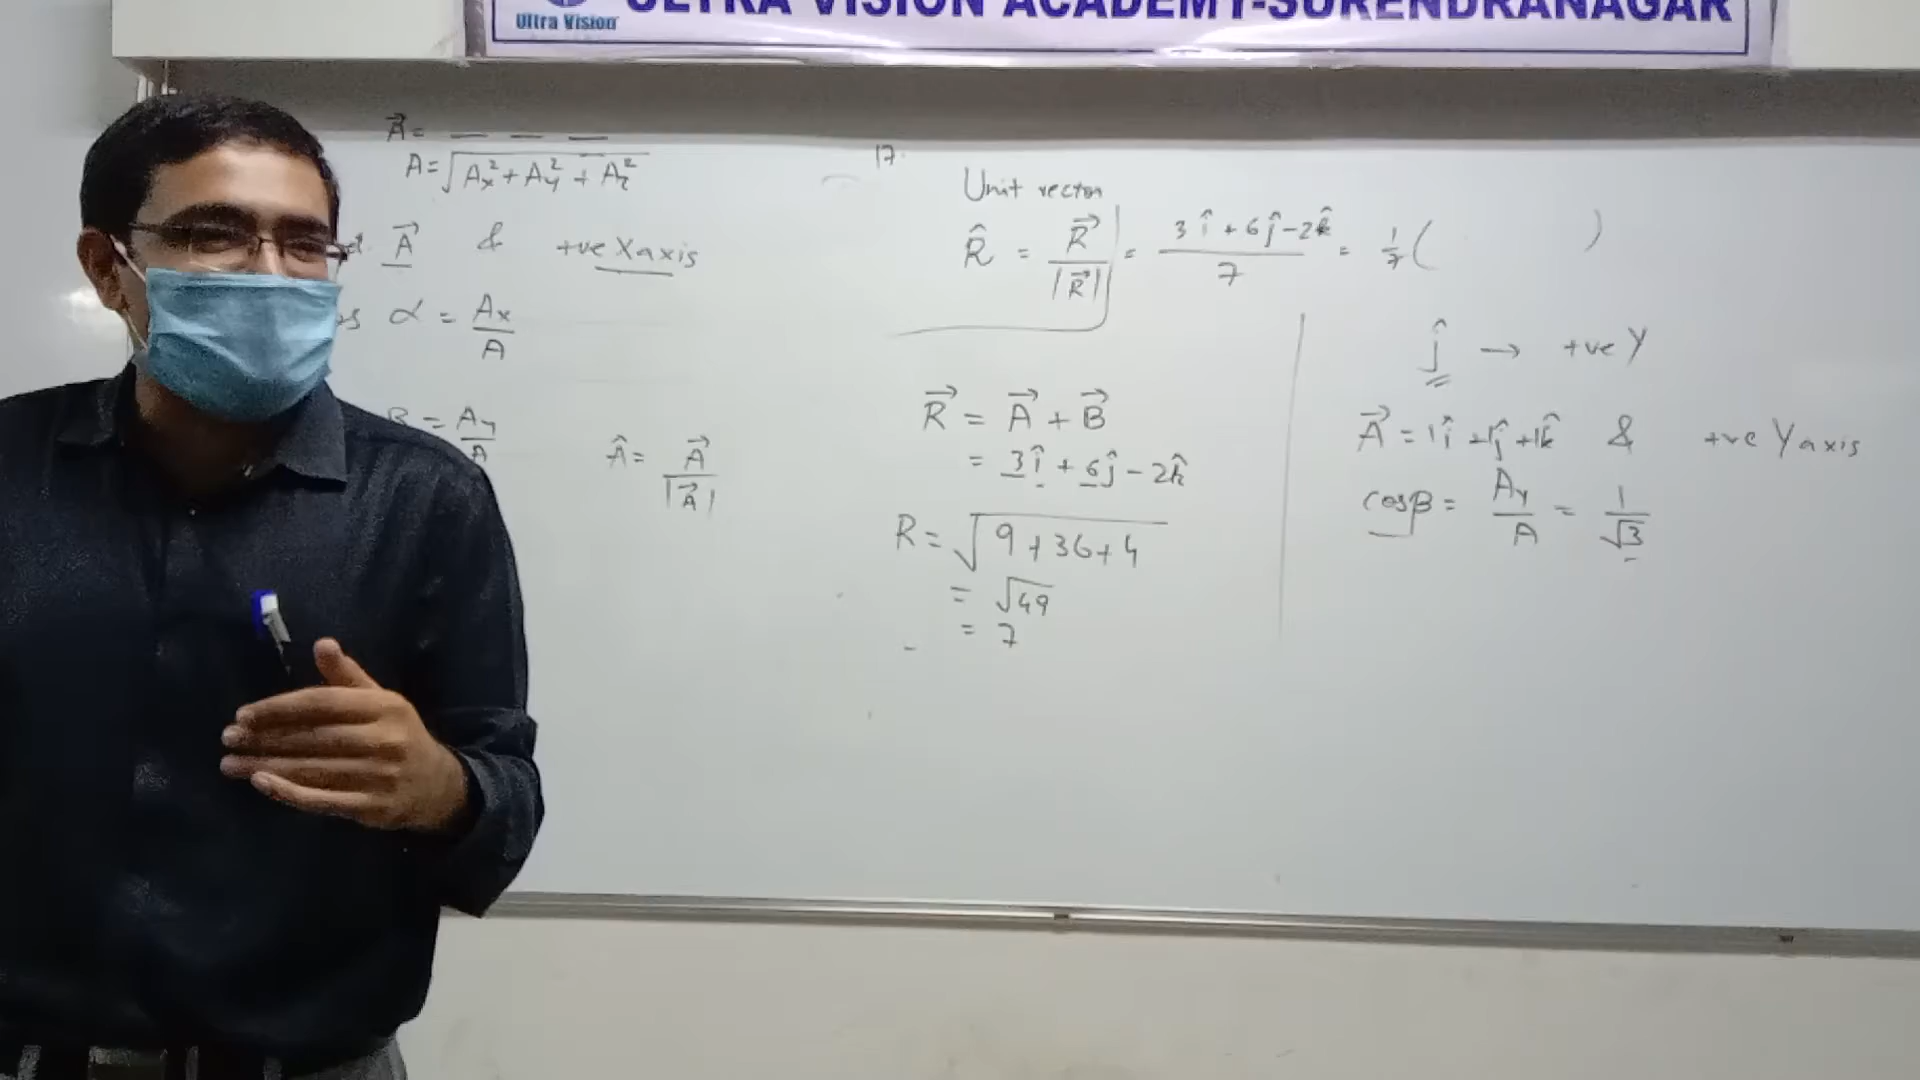 ULTRA VISION ACADEMY-SURENDRANAGAR
Ultra Vision
A⃗ = _ _ _
A = √(Ax² + Ay² + Az²)
A⃗ & +ve X axis
α = Ax/A
= Ay/A
Â = A⃗/|A⃗|
17.
Unit vector
R̂ = R⃗/|R⃗| = (3î + 6ĵ - 2k̂)/7 = 1/7 ( )
R⃗ = A⃗ + B⃗
= 3î + 6ĵ - 2k̂
R = √(9 + 36 + 4)
= √49
= 7
ĵ → +ve Y
A⃗ = 1î + 1ĵ + 1k̂ & +ve Y axis
cosβ = Ay/A = 1/√3